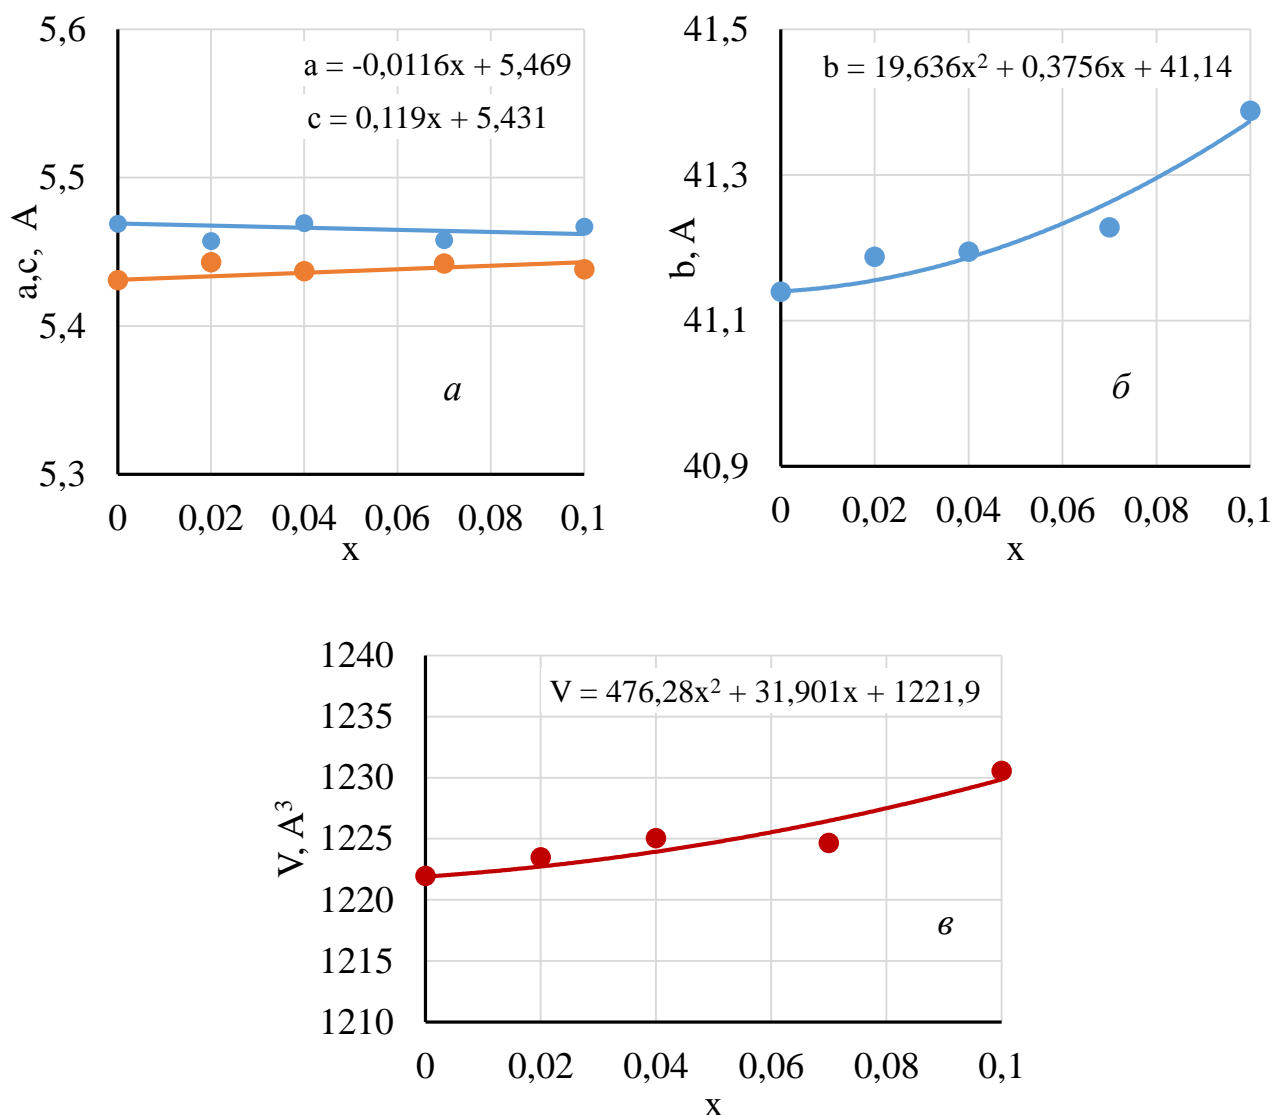 5,6
5,5
5,4
5,3
a,c, A
a = -0,0116x + 5,469
c = 0,119x + 5,431
а
0 0,02 0,04 0,06 0,08 0,1
x
41,5
41,3
41,1
40,9
b, A
b = 19,636x² + 0,3756x + 41,14
б
0 0,02 0,04 0,06 0,08 0,1
x
1240
1235
1230
1225
1220
1215
1210
V, A³
V = 476,28x² + 31,901x + 1221,9
в
0 0,02 0,04 0,06 0,08 0,1
x